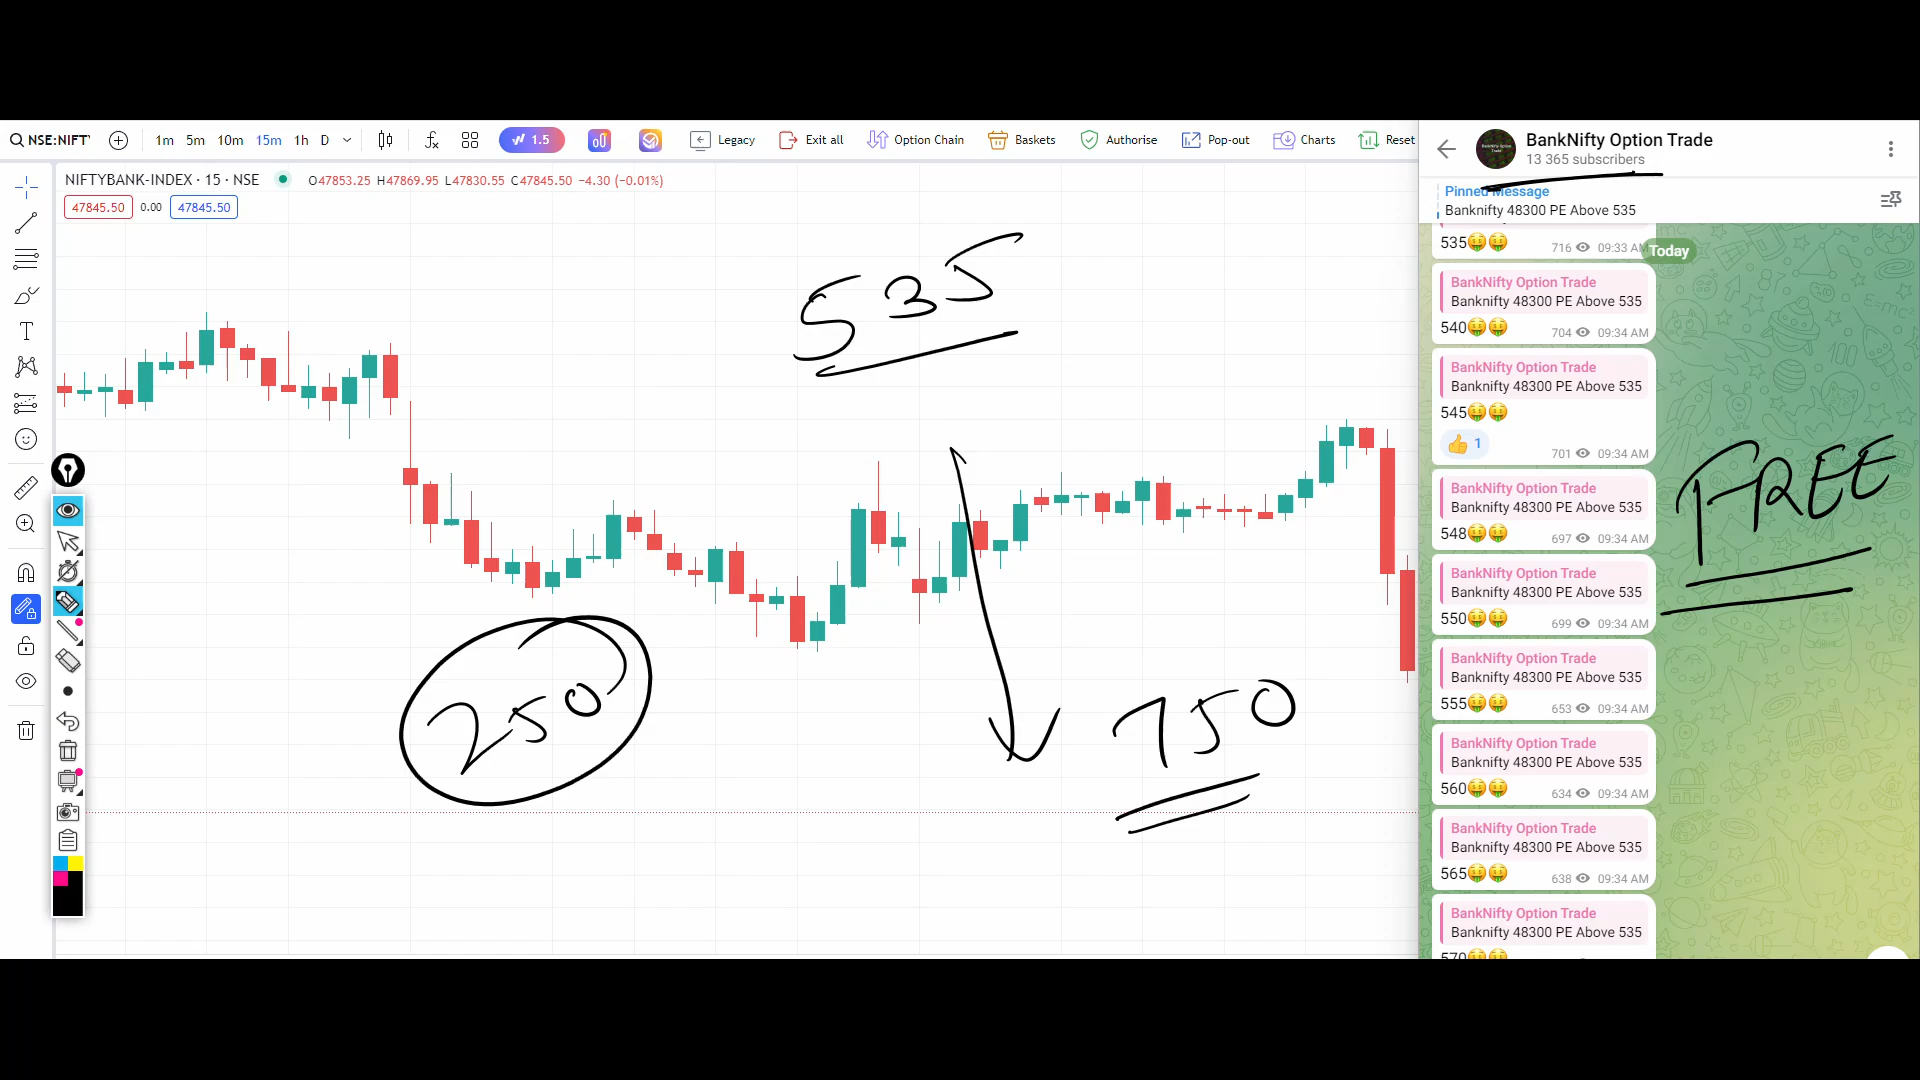 NSE:NIFTY
1m 5m 10m 15m 1h D
1.5
Legacy
Exit all
Option Chain
Baskets
Authorise
Pop-out
Charts
Reset
NIFTYBANK-INDEX · 15 · NSE
O47853.25 H47869.95 L47830.55 C47845.50 −4.30 (−0.01%)
47845.50 0.00 47845.50
535
250
750
BankNifty Option Trade
13 365 subscribers
Pinned Message
Banknifty 48300 PE Above 535
535🤑🤑 716 09:33 AM
Today
BankNifty Option Trade
Banknifty 48300 PE Above 535
540🤑🤑 704 09:34 AM
BankNifty Option Trade
Banknifty 48300 PE Above 535
545🤑🤑
👍 1 701 09:34 AM
BankNifty Option Trade
Banknifty 48300 PE Above 535
548🤑🤑 697 09:34 AM
BankNifty Option Trade
Banknifty 48300 PE Above 535
550🤑🤑 699 09:34 AM
BankNifty Option Trade
Banknifty 48300 PE Above 535
555🤑🤑 653 09:34 AM
BankNifty Option Trade
Banknifty 48300 PE Above 535
560🤑🤑 634 09:34 AM
BankNifty Option Trade
Banknifty 48300 PE Above 535
565🤑🤑 638 09:34 AM
BankNifty Option Trade
Banknifty 48300 PE Above 535
570🤑🤑
FREE